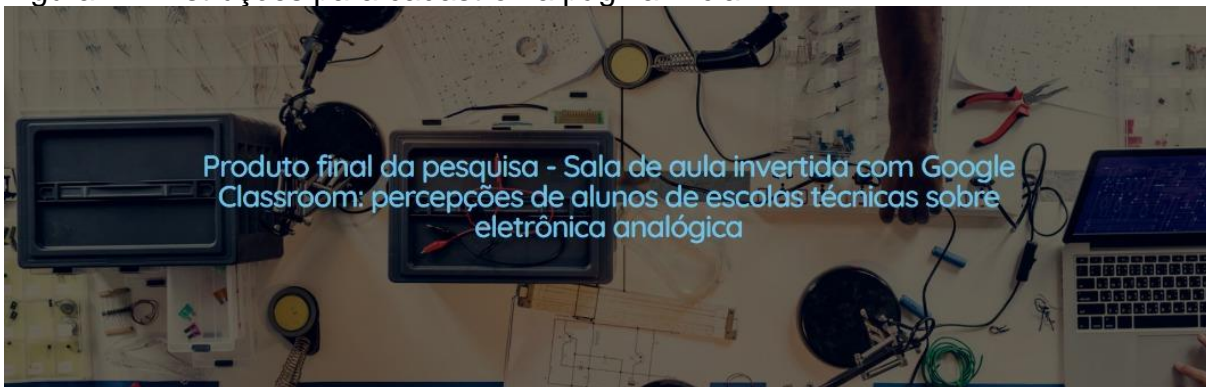 Produto final da pesquisa - Sala de aula invertida com Google
Classroom: percepções de alunos de escolas técnicas sobre
eletrônica analógica